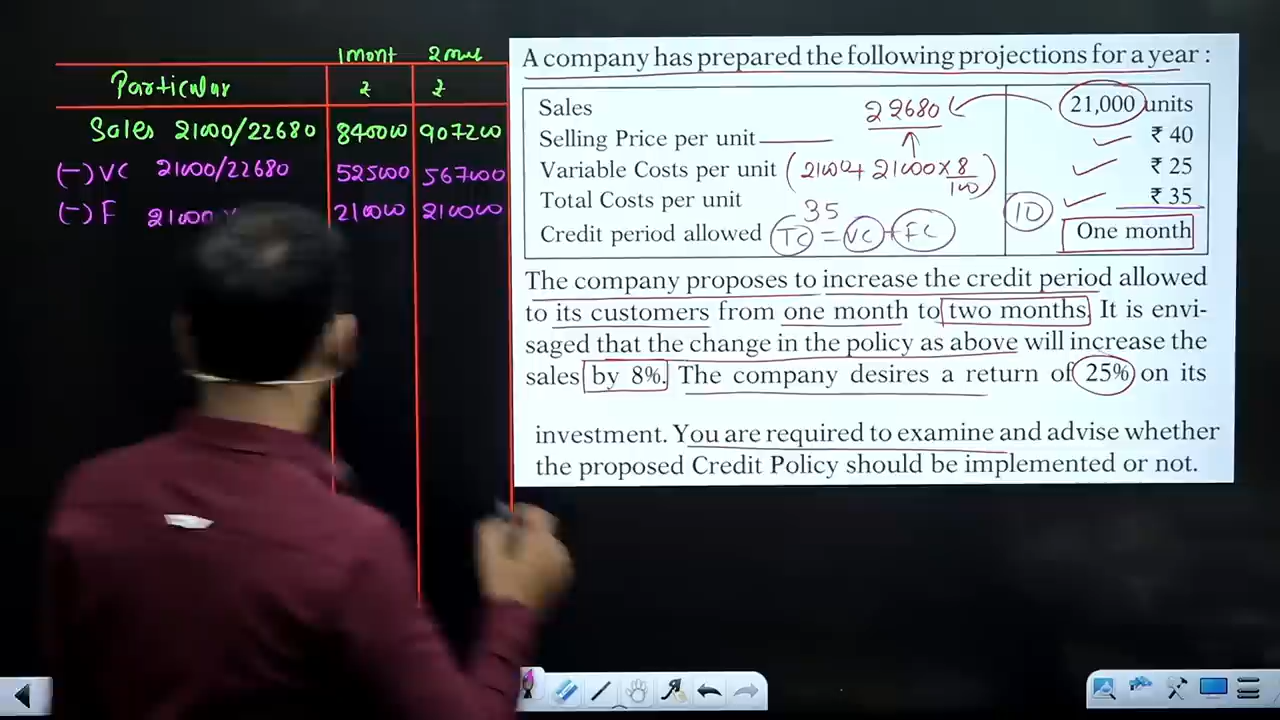 1mont 2
Particular ₹ ₹
Sales 21000/22680 840000 907200
(-) VC 21000/22680 525000 567000
(-) F 21000 210000 210000
A company has prepared the following projections for a year :
Sales 22680 21,000 units
Selling Price per unit ₹ 40
Variable Costs per unit (21000+21000×8/100) ₹ 25
Total Costs per unit ₹ 35
35 10
Credit period allowed TC = VC + FC One month
The company proposes to increase the credit period allowed
to its customers from one month to two months. It is envi-
saged that the change in the policy as above will increase the
sales by 8%. The company desires a return of 25% on its
investment. You are required to examine and advise whether
the proposed Credit Policy should be implemented or not.